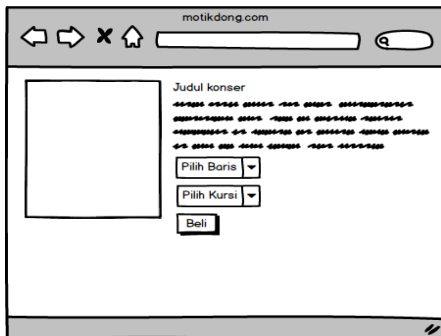 motikdong.com
Judul konser
Pilih Baris
Pilih Kursi
Beli